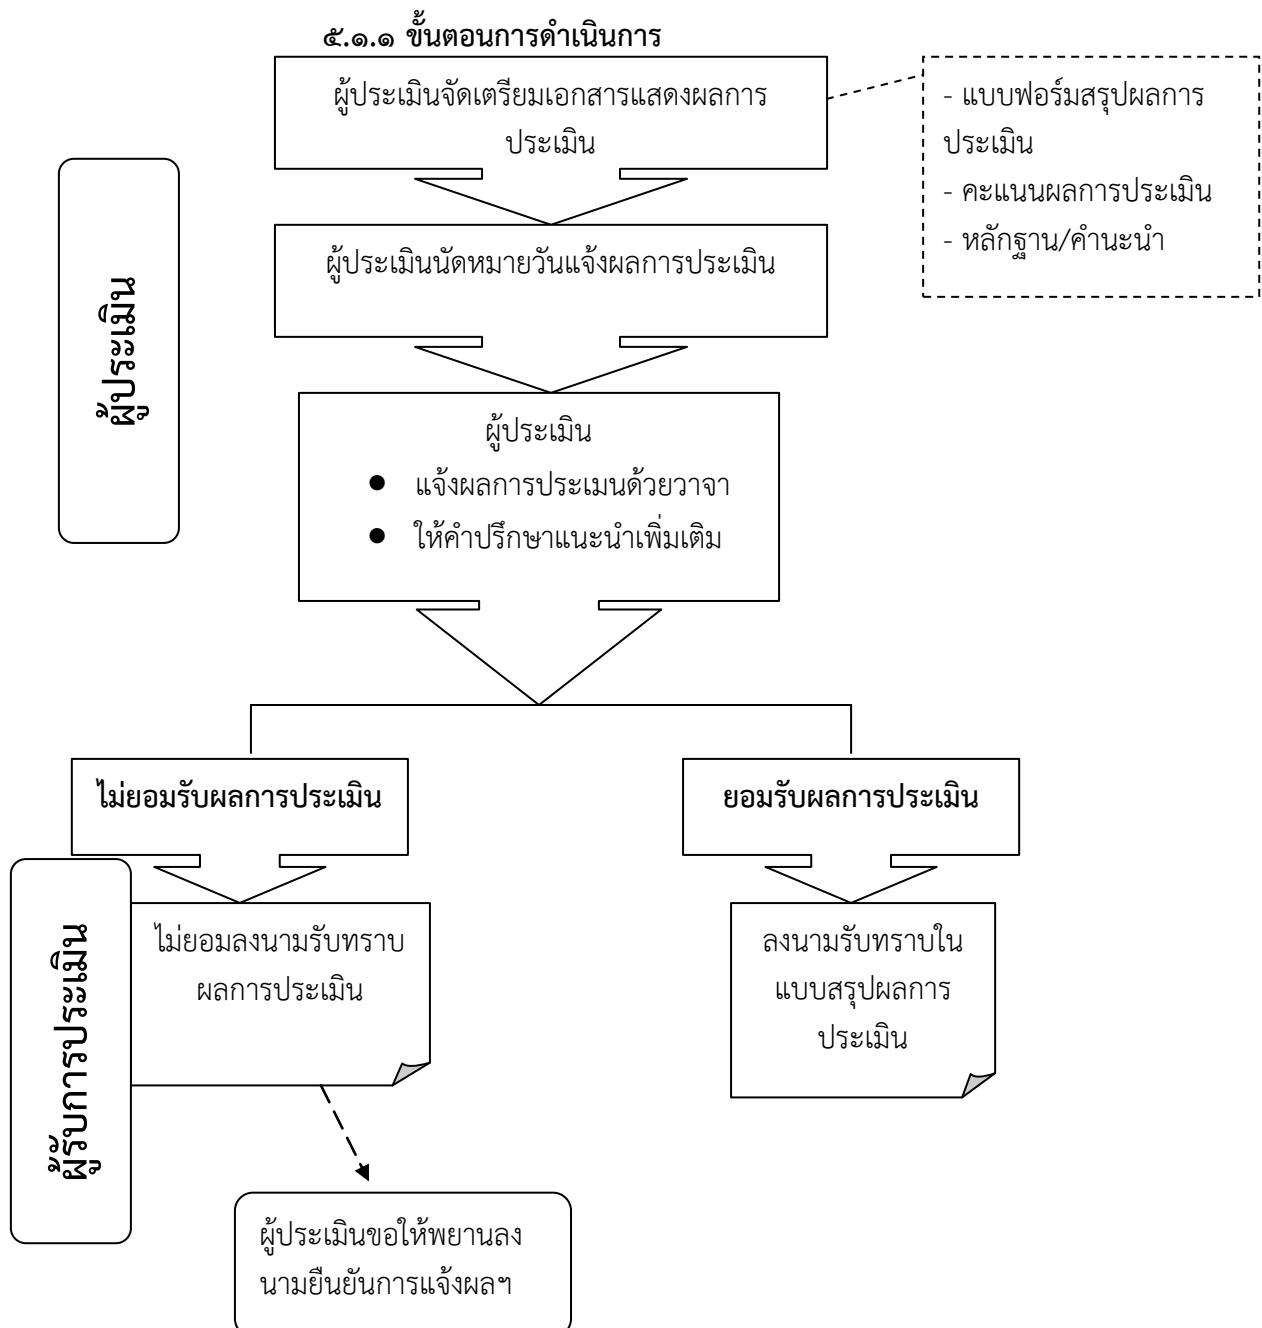 ๕.๑.๑ ขั้นตอนการดำเนินการ
ผู้ประเมินจัดเตรียมเอกสารแสดงผลการ
ประเมิน
- แบบฟอร์มสรุปผลการ
ประเมิน
- คะแนนผลการประเมิน
- หลักฐาน/คำนะนำ
ผู้ประเมิน
ผู้ประเมินนัดหมายวันแจ้งผลการประเมิน
ผู้ประเมิน
● แจ้งผลการประเมนด้วยวาจา
● ให้คำปรึกษาแนะนำเพิ่มเติม
ไม่ยอมรับผลการประเมิน
ยอมรับผลการประเมิน
ผู้รับการประเมิน
ไม่ยอมลงนามรับทราบ
ผลการประเมิน
ลงนามรับทราบใน
แบบสรุปผลการ
ประเมิน
ผู้ประเมินขอให้พยานลง
นามยืนยันการแจ้งผลฯ